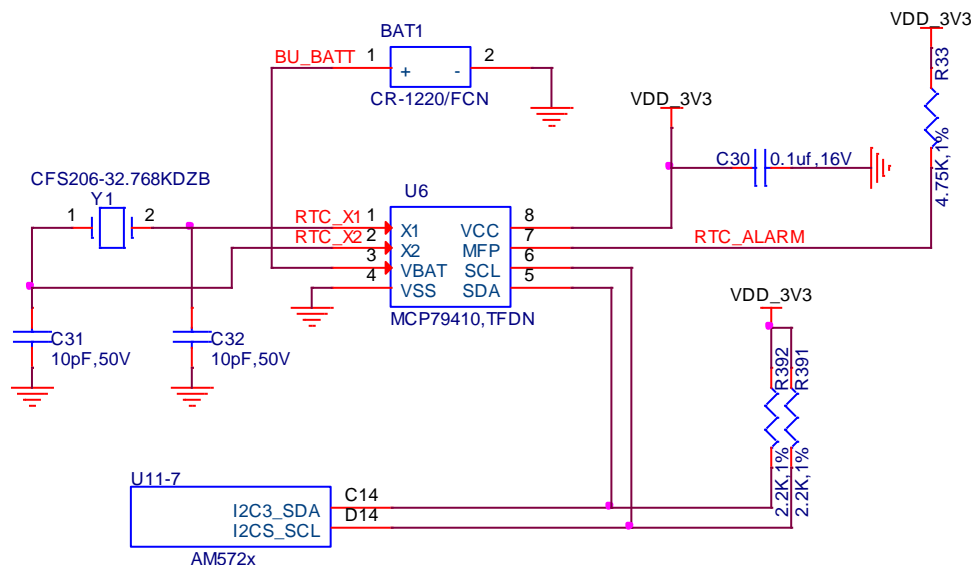 VDD_3V3
BAT1
BU_BATT 1 + - 2
CR-1220/FCN
R33
4.75K,1%
VDD_3V3
C30 0.1uf,16V
CFS206-32.768KDZB
Y1
1 2
U6
RTC_X1 1 X1 VCC 8
RTC_X2 2 X2 MFP 7 RTC_ALARM
3 VBAT SCL 6
4 VSS SDA 5
MCP79410,TFDN
C31
10pF,50V
C32
10pF,50V
VDD_3V3
R392
2.2K,1%
R391
2.2K,1%
U11-7
I2C3_SDA C14
I2CS_SCL D14
AM572x